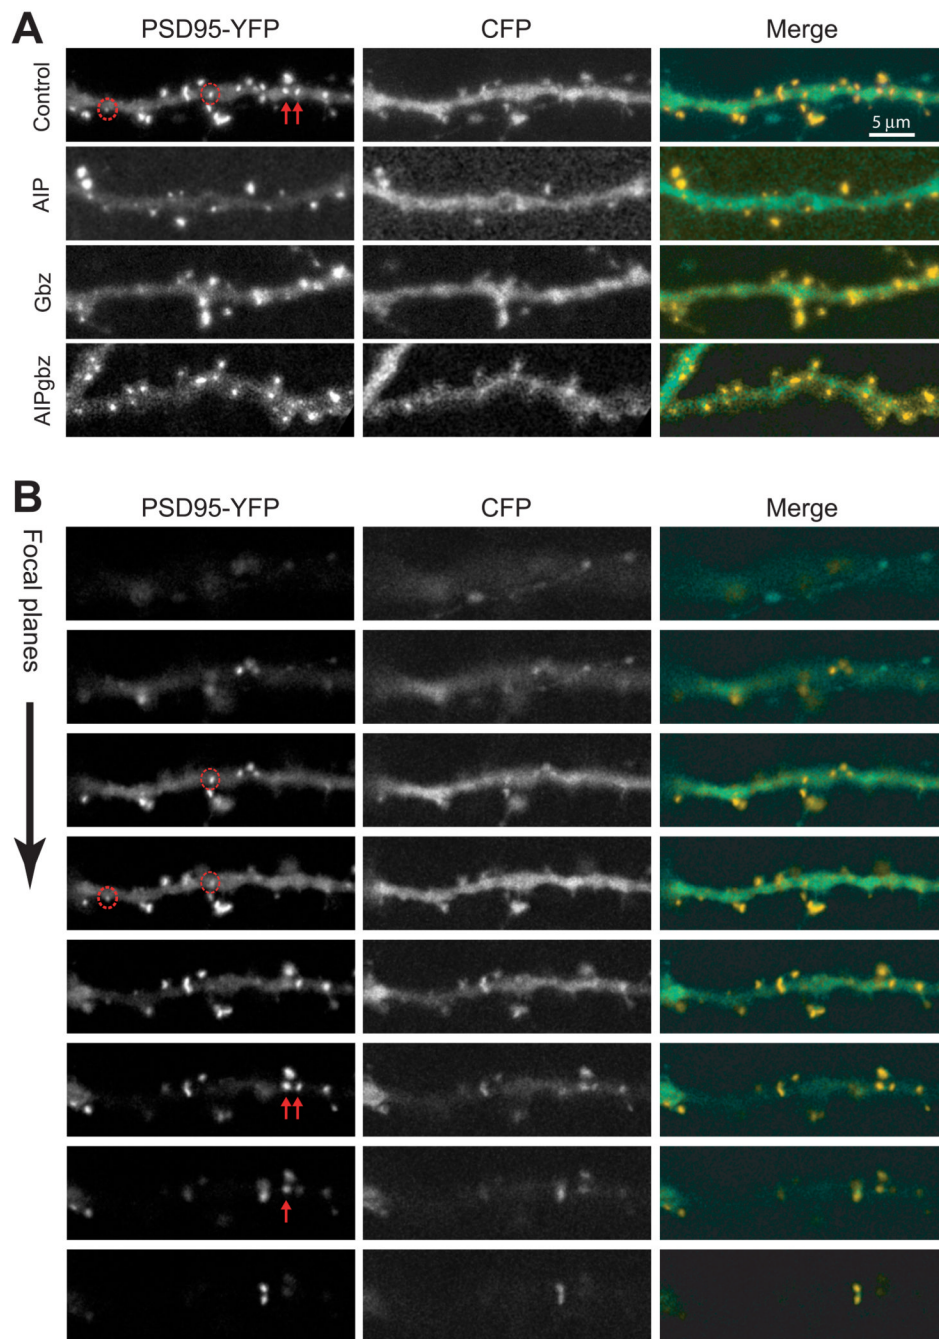 A
PSD95-YFP CFP Merge
Control
5 μm
AIP
Gbz
AIPgbz
B
PSD95-YFP CFP Merge
Focal planes